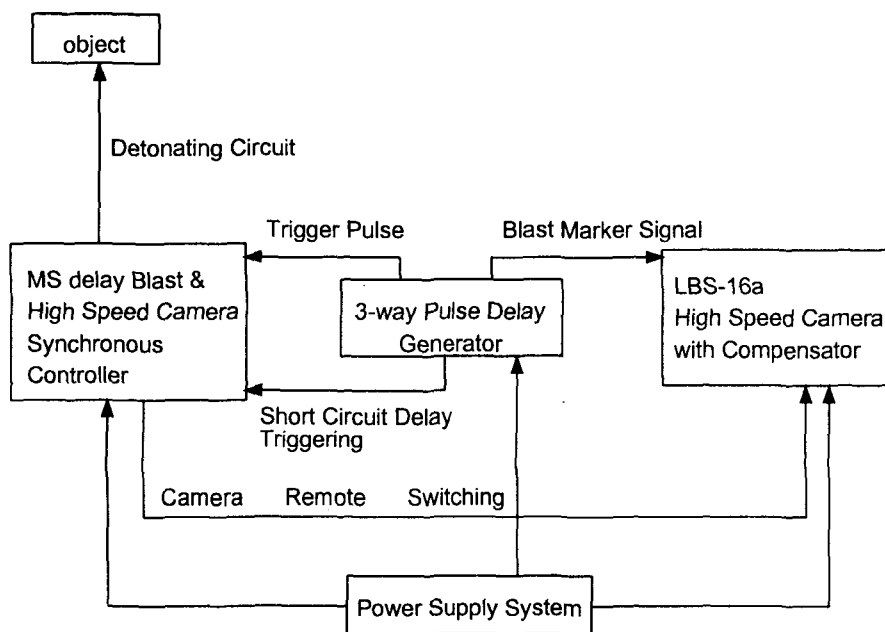 object
Detonating Circuit
Trigger Pulse
Blast Marker Signal
MS delay Blast &
High Speed Camera
Synchronous
Controller
3-way Pulse Delay
Generator
LBS-16a
High Speed Camera
with Compensator
Short Circuit Delay
Triggering
Camera Remote Switching
Power Supply System